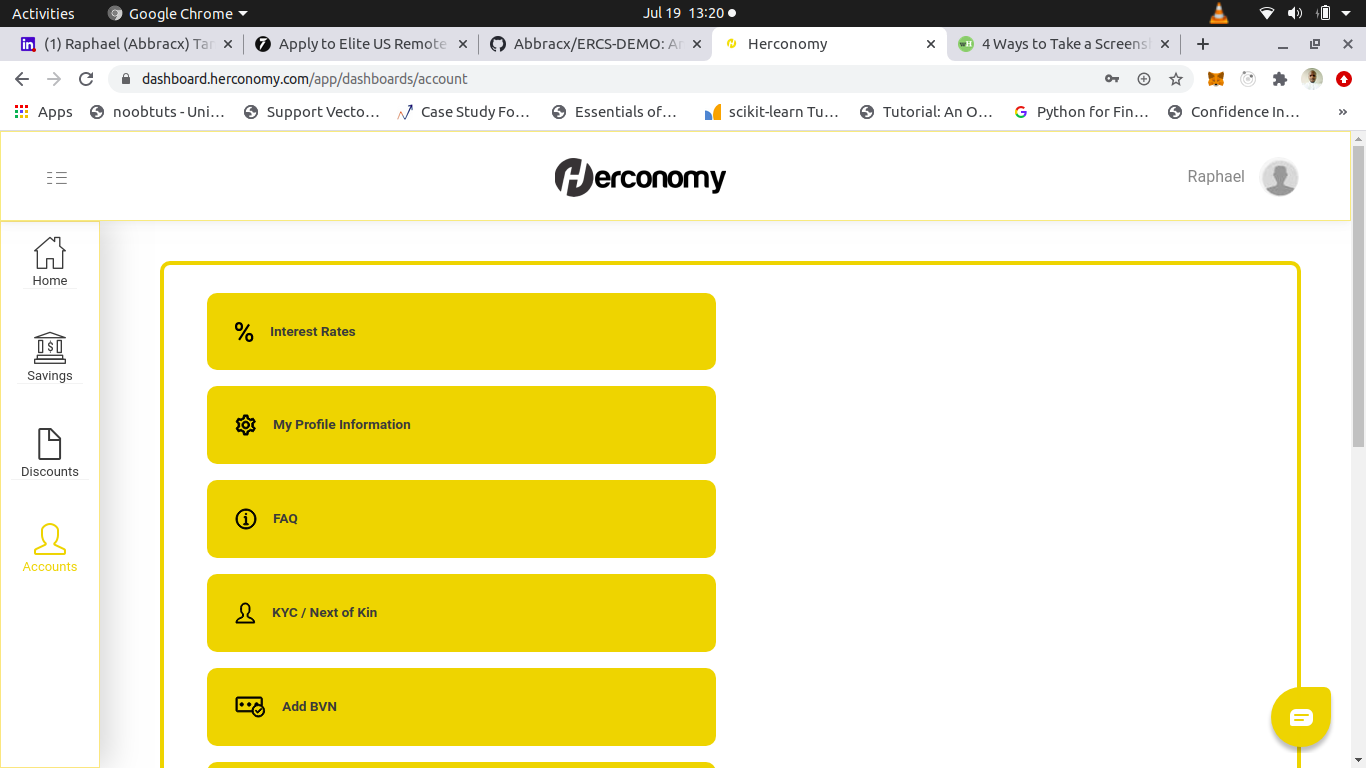 Activities
Google Chrome
Jul 19 13:20
(1) Raphael (Abbracx) Tar
Apply to Elite US Remote
Abbracx/ERCS-DEMO: Ar
Herconomy
4 Ways to Take a Screensh
dashboard.herconomy.com/app/dashboards/account
Apps
noobtuts - Uni...
Support Vecto...
Case Study Fo...
Essentials of...
scikit-learn Tu...
Tutorial: An O...
Python for Fin...
Confidence In...
»
Herconomy
Raphael
Home
Savings
Discounts
Accounts
Interest Rates
My Profile Information
FAQ
KYC / Next of Kin
Add BVN